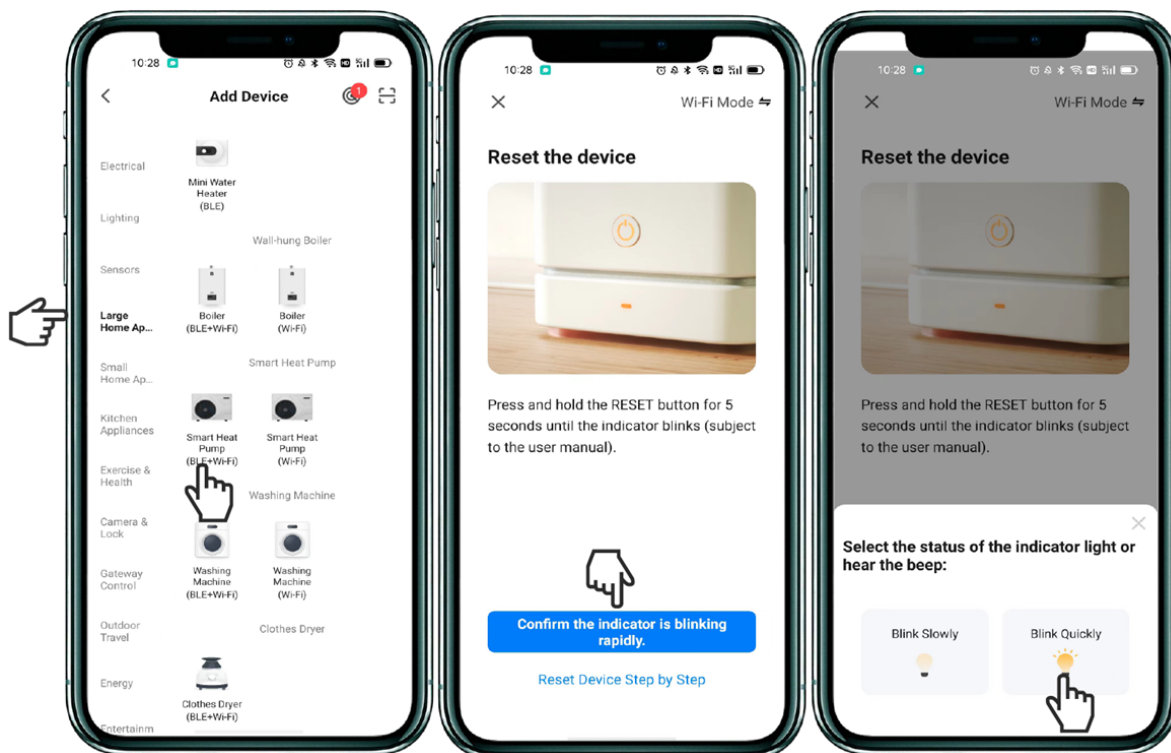 10:28
Add Device
1
Electrical
Lighting
Sensors
Large
Home Ap...
Small
Home Ap...
Kitchen
Appliances
Exercise &
Health
Camera &
Lock
Gateway
Control
Outdoor
Travel
Energy
Entertainm
Mini Water
Heater
(BLE)
Wall-hung Boiler
Boiler
(BLE+Wi-Fi)
Boiler
(Wi-Fi)
Smart Heat Pump
Smart Heat
Pump
(BLE+Wi-Fi)
Smart Heat
Pump
(Wi-Fi)
Washing Machine
Washing
Machine
(BLE+Wi-Fi)
Washing
Machine
(Wi-Fi)
Clothes Dryer
Clothes Dryer
(BLE+Wi-Fi)
10:28
Wi-Fi Mode
Reset the device
Press and hold the RESET button for 5
seconds until the indicator blinks (subject
to the user manual).
Confirm the indicator is blinking
rapidly.
Reset Device Step by Step
10:28
Wi-Fi Mode
Reset the device
Press and hold the RESET button for 5
seconds until the indicator blinks (subject
to the user manual).
Select the status of the indicator light or
hear the beep:
Blink Slowly
Blink Quickly